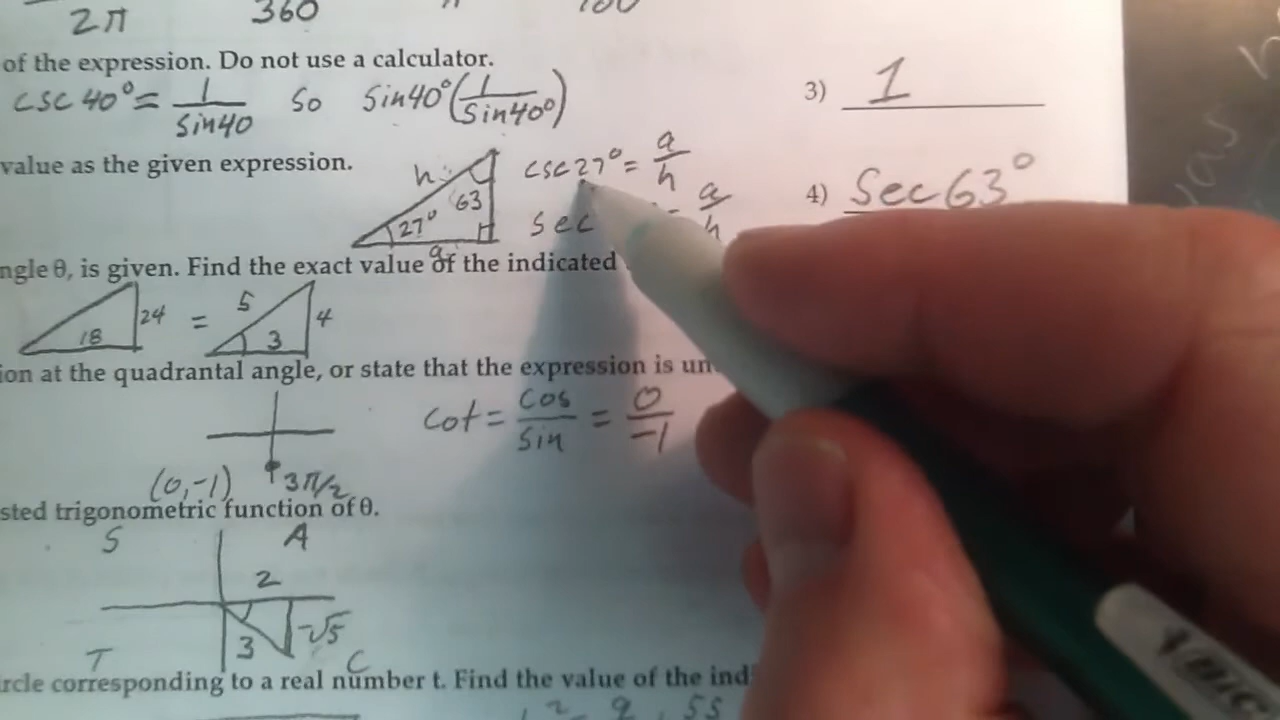 2π 360
of the expression. Do not use a calculator.
csc 40° = 1/sin40 So sin40°(1/sin40°)
3) 1
value as the given expression.
h 63 27° a
csc27° = a/h
sec = a/h
4) Sec63°
ngle θ, is given. Find the exact value of the indicated
18 24 = 5 3 4
ion at the quadrantal angle, or state that the expression is un
Cot = Cos/Sin = 0/-1
(0,-1) 3π/2
sted trigonometric function of θ.
S A
2
3 -√5
T C
ircle corresponding to a real number t. Find the value of the ind
BIC